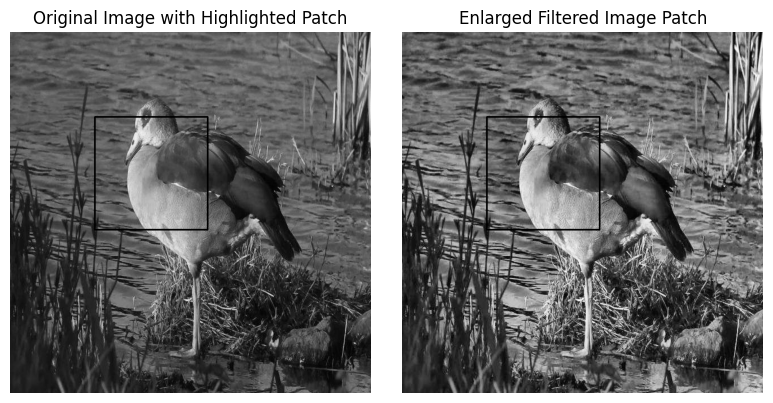 Original Image with Highlighted Patch
Enlarged Filtered Image Patch